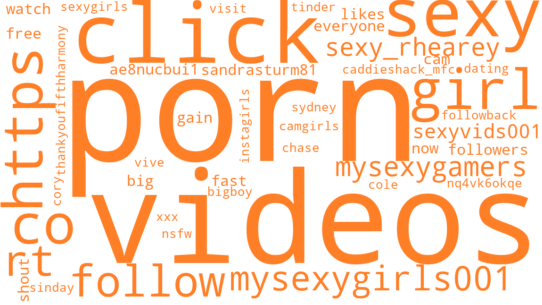 watch
sexygirls
visit
tinder
likes
sexy
free
click
everyone
sexy_rhearey
cam
ae8nucbui1
sandrasturm81
caddieshack_mfc
dating
https
thankyoufifthharmony
cory
porn
gain
instagirls
sydney
camgirls
chase
girl
followback
sexyvids001
now
followers
vive
big
fast
bigboy
mysexygamers
cole
nq4vk6okqe
co
xxx
nsfw
videos
rt
shout
sinday
follow
mysexygirls001